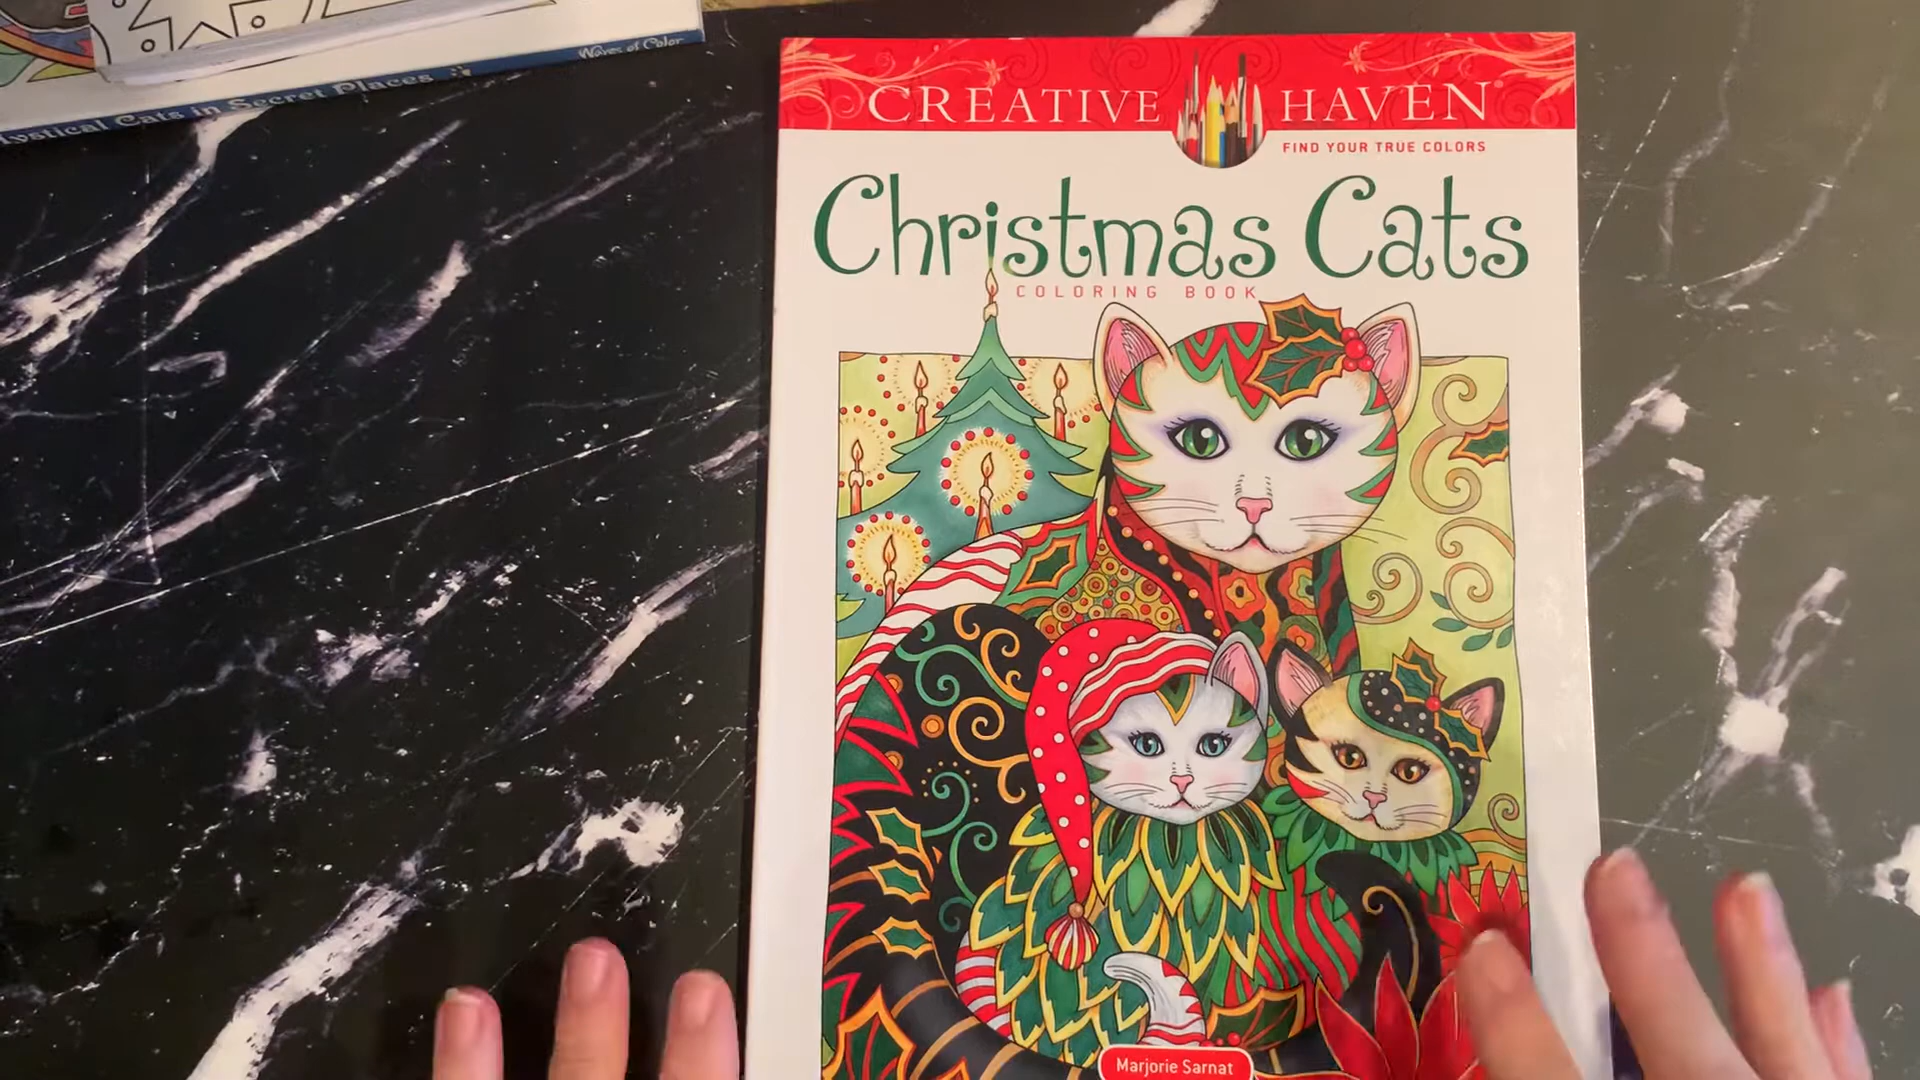 Waves of Color
Mystical Cats in Secret Places
CREATIVE HAVEN
FIND YOUR TRUE COLORS
Christmas Cats
COLORING BOOK
Marjorie Sarnat